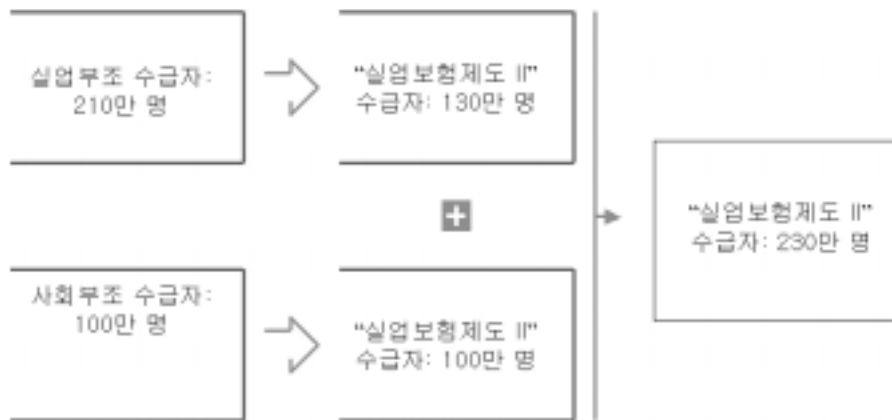 실업부조 수급자:
210만 명
“실업보험제도 II”
수급자: 130만 명
사회부조 수급자:
100만 명
“실업보험제도 II”
수급자: 100만 명
“실업보험제도 II”
수급자: 230만 명